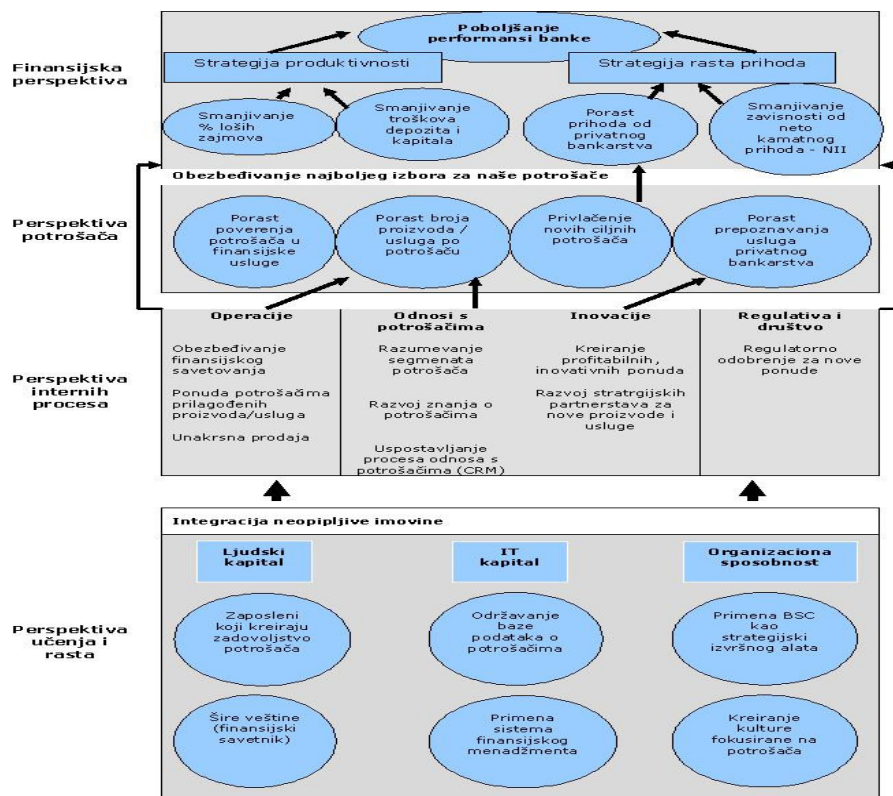 Poboljšanje
performansi banke
Finansijska
perspektiva
Strategija produktivnosti
Strategija rasta prihoda
Smanjivanje
% loših
zajmova
Smanjivanje
troškova
depozita i
kapitala
Porast
prihoda od
privatnog
bankarstva
Smanjivanje
zavisnosti od
neto
kamatnog
prihoda - NII
Obezbeđivanje najboljeg izbora za naše potrošače
Perspektiva
potrošača
Porast
poverenja
potrošača u
finansijske
usluge
Porast broja
proizvoda /
usluga po
potrošaču
Privlačenje
novih ciljnih
potrošača
Porast
prepoznavanja
usluga
privatnog
bankarstva
Perspektiva
internih
procesa
Operacije
Obezbeđivanje
finansijskog
savetovanja
Ponuda potrošačima
prilagođenih
proizvoda/usluga
Unakrsna prodaja
Odnosi s
potrošačima
Razumevanje
segmenata
potrošača
Razvoj znanja o
potrošačima
Uspostavljanje
procesa odnosa s
potrošačima (CRM)
Inovacije
Kreiranje
profitabilnih,
inovativnih ponuda
Razvoj stratrgijskih
partnerstava za
nove proizvode i
usluge
Regulativa i
društvo
Regulatorno
odobrenje za nove
ponude
Integracija neopipljive imovine
Perspektiva
učenja i
rasta
Ljudski
kapital
IT
kapital
Organizaciona
sposobnost
Zaposleni
koji kreiraju
zadovoljstvo
potrošača
Održavanje
baze
podataka o
potrošačima
Primena BSC
kao
strategijski
izvršnog alata
Šire veštine
(finansijski
savetnik)
Primena
sistema
finansijskog
menadžmenta
Kreiranje
kulture
fokusirane na
potrošača